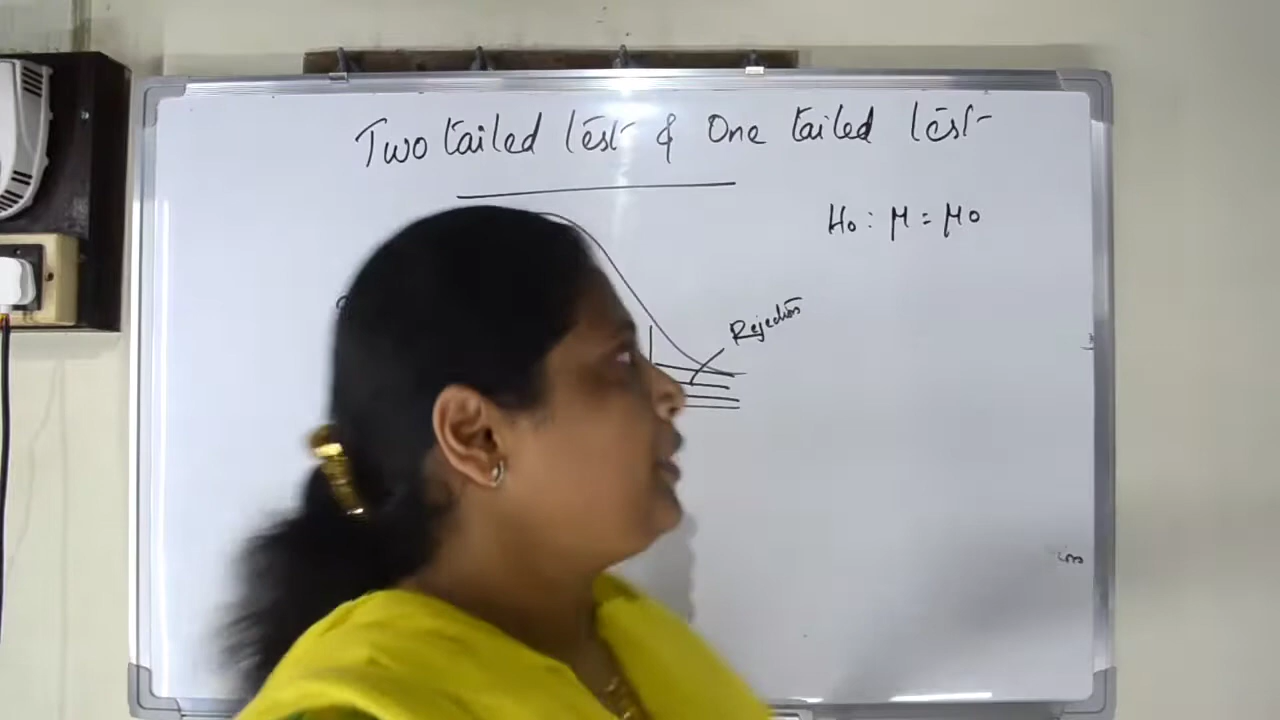 Two tailed test & One tailed test
H₀ : μ = μ₀
Rejection